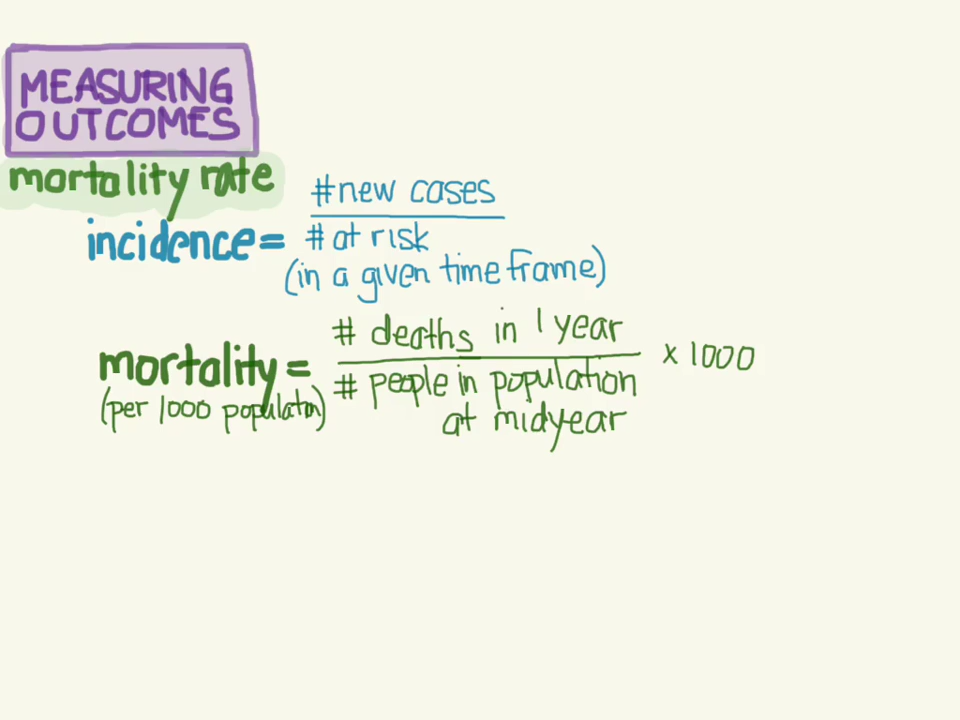 MEASURING
OUTCOMES
mortality rate
incidence = # new cases
# at risk
(in a given time frame)
mortality = # deaths in 1 year x 1000
(per 1000 populatn) # people in population
at midyear